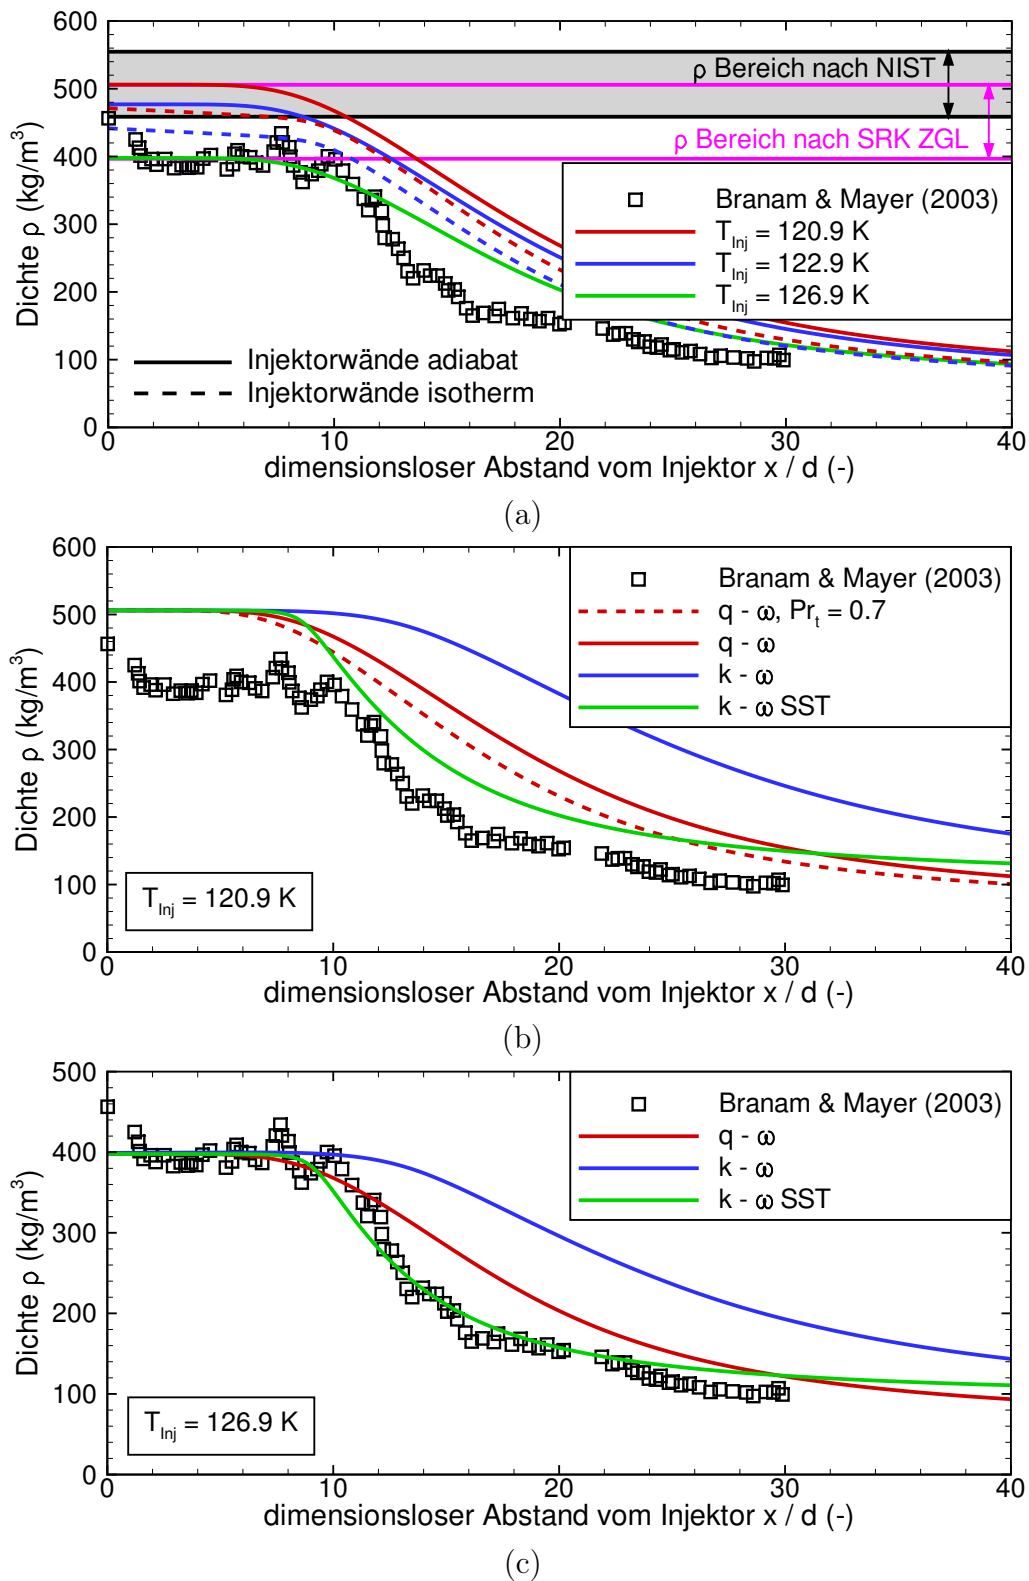 600
500
400
300
200
100
0
Dichte ρ (kg/m³)
ρ Bereich nach NIST
ρ Bereich nach SRK ZGL
Branam & Mayer (2003)
T_Inj = 120.9 K
T_Inj = 122.9 K
T_Inj = 126.9 K
Injektorwände adiabat
Injektorwände isotherm
0 10 20 30 40
dimensionsloser Abstand vom Injektor x / d (-)
(a)
600
500
400
300
200
100
0
Dichte ρ (kg/m³)
Branam & Mayer (2003)
q - ω, Pr_t = 0.7
q - ω
k - ω
k - ω SST
T_Inj = 120.9 K
0 10 20 30 40
dimensionsloser Abstand vom Injektor x / d (-)
(b)
500
400
300
200
100
0
Dichte ρ (kg/m³)
Branam & Mayer (2003)
q - ω
k - ω
k - ω SST
T_Inj = 126.9 K
0 10 20 30 40
dimensionsloser Abstand vom Injektor x / d (-)
(c)